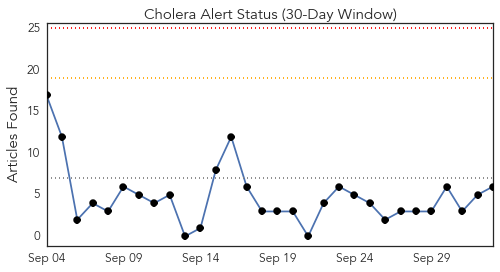 Cholera Alert Status (30-Day Window)
Articles Found
25
20
15
10
5
0
Sep 04 Sep 09 Sep 14 Sep 19 Sep 24 Sep 29